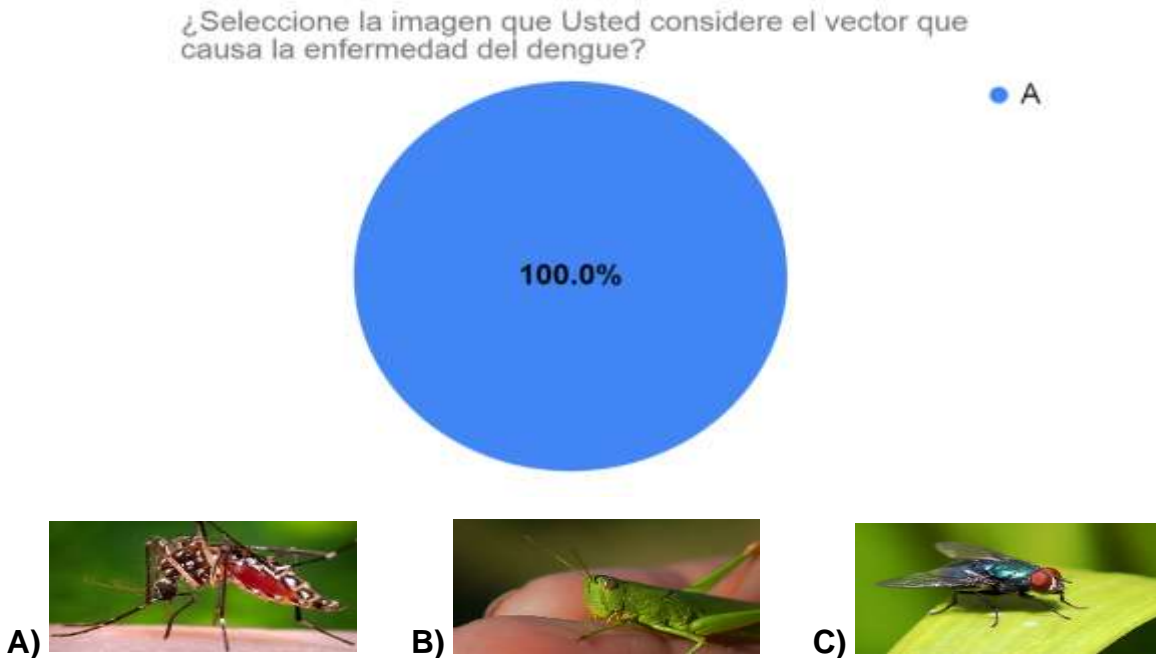 ¿Seleccione la imagen que Usted considere el vector que
causa la enfermedad del dengue?
A
100.0%
A) B) C)